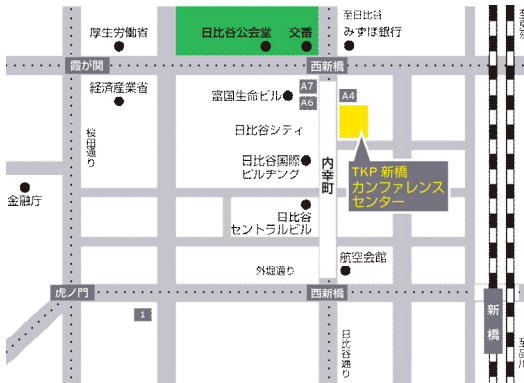 至日比谷
厚生労働省
日比谷公会堂
交番
みずほ銀行
霞が関
西新橋
経済産業省
富国生命ビル
A7
A6
A4
日比谷シティ
桜田通り
日比谷国際
ビルヂング
内幸町
TKP 新橋
カンファレンス
センター
金融庁
日比谷
セントラルビル
航空会館
外堀通り
虎ノ門
西新橋
1
新橋
日比谷通り
至品川